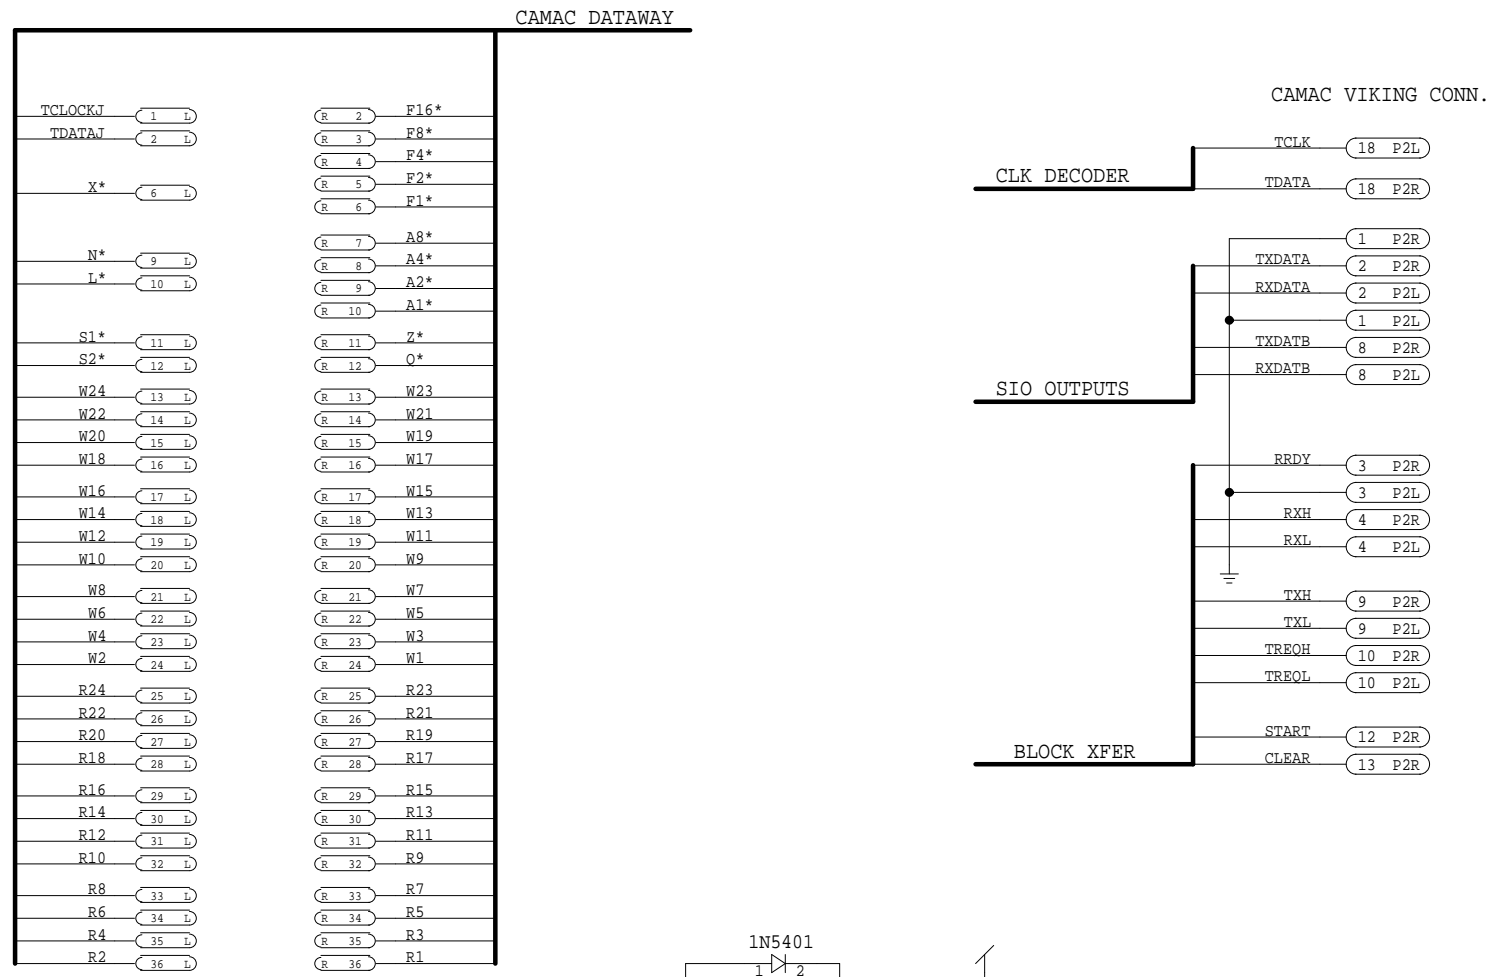 CAMAC DATAWAY
CAMAC VIKING CONN.
TCLOCKJ 1 L R 2 F16*
TDATAJ 2 L R 3 F8*
R 4 F4*
X* 6 L R 5 F2*
R 6 F1*
R 7 A8*
N* 9 L R 8 A4*
L* 10 L R 9 A2*
R 10 A1*
S1* 11 L R 11 Z*
S2* 12 L R 12 Q*
W24 13 L R 13 W23
W22 14 L R 14 W21
W20 15 L R 15 W19
W18 16 L R 16 W17
W16 17 L R 17 W15
W14 18 L R 18 W13
W12 19 L R 19 W11
W10 20 L R 20 W9
W8 21 L R 21 W7
W6 22 L R 22 W5
W4 23 L R 23 W3
W2 24 L R 24 W1
R24 25 L R 25 R23
R22 26 L R 26 R21
R20 27 L R 27 R19
R18 28 L R 28 R17
R16 29 L R 29 R15
R14 30 L R 30 R13
R12 31 L R 31 R11
R10 32 L R 32 R9
R8 33 L R 33 R7
R6 34 L R 34 R5
R4 35 L R 35 R3
R2 36 L R 36 R1
CLK DECODER
TCLK 18 P2L
TDATA 18 P2R
SIO OUTPUTS
1 P2R
TXDATA 2 P2R
RXDATA 2 P2L
1 P2L
TXDATB 8 P2R
RXDATB 8 P2L
BLOCK XFER
RRDY 3 P2R
3 P2L
RXH 4 P2R
RXL 4 P2L
TXH 9 P2R
TXL 9 P2L
TREQH 10 P2R
TREQL 10 P2L
START 12 P2R
CLEAR 13 P2R
1N5401
1 2